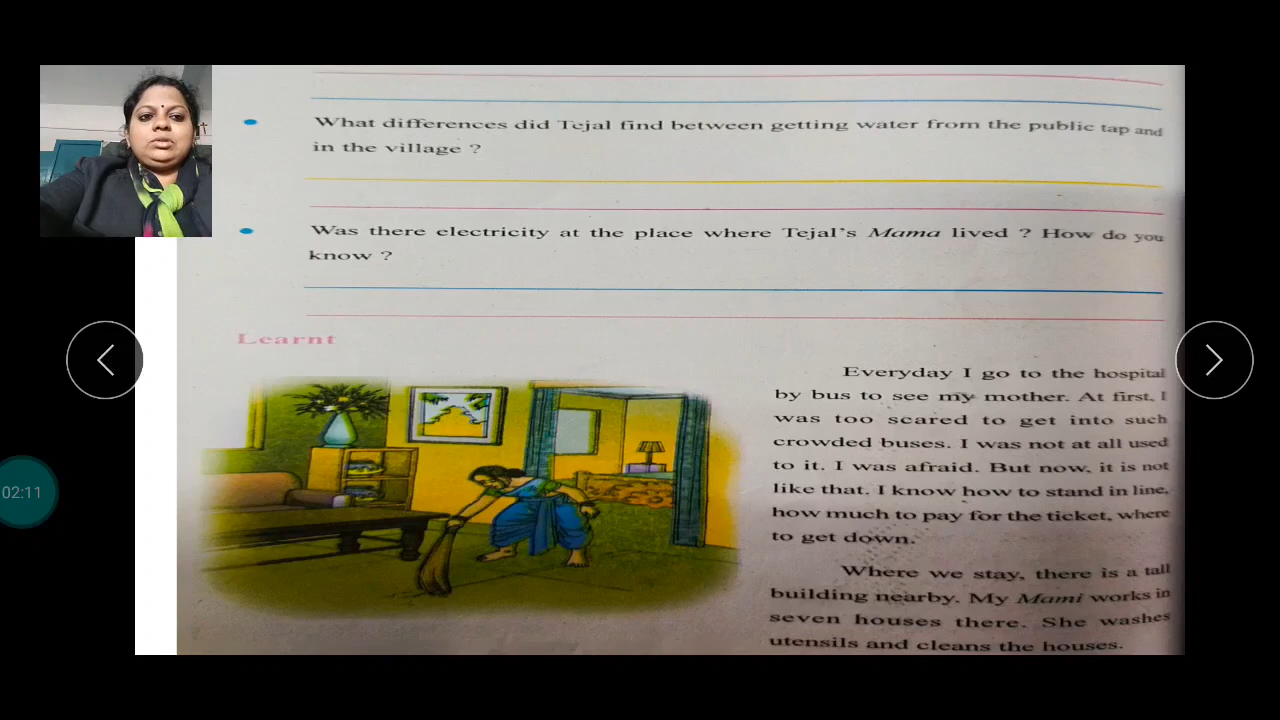 What differences did Tejal find between getting water from the public tap and
in the village ?
Was there electricity at the place where Tejal's Mama lived ? How do you
know ?
Learnt
Everyday I go to the hospital
by bus to see my mother. At first, I
was too scared to get into such
crowded buses. I was not at all used
to it. I was afraid. But now, it is not
like that. I know how to stand in line,
how much to pay for the ticket, where
to get down.
Where we stay, there is a tall
building nearby. My Mami works in
seven houses there. She washes
utensils and cleans the houses.
02:11